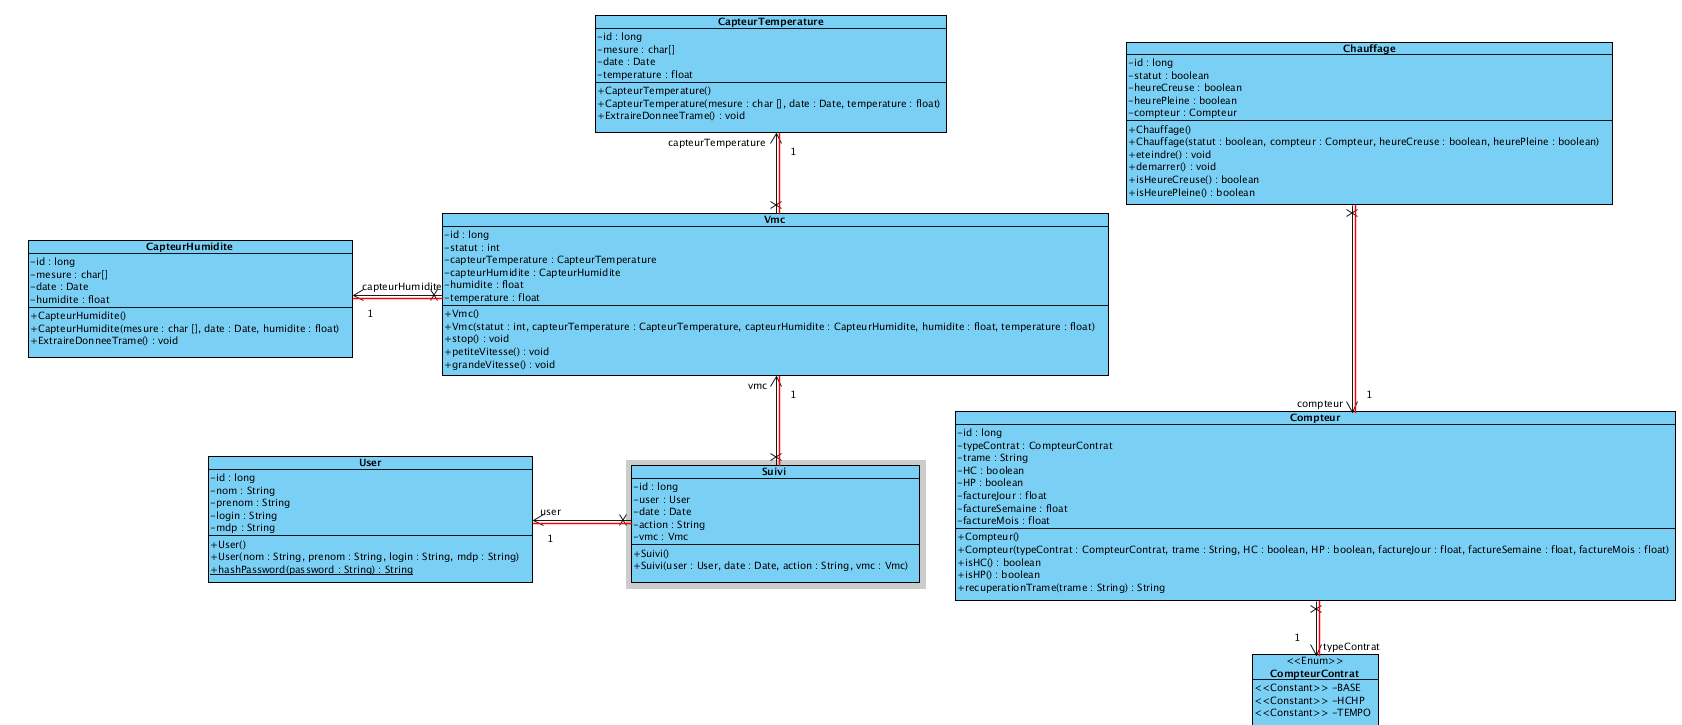 CapteurTemperature
-id : long
-mesure : char[]
-date : Date
-temperature : float
+CapteurTemperature()
+CapteurTemperature(mesure : char [], date : Date, temperature : float)
+ExtraireDonneeTrame() : void
capteurTemperature
1
Chauffage
-id : long
-statut : boolean
-heureCreuse : boolean
-heurePleine : boolean
-compteur : Compteur
+Chauffage()
+Chauffage(statut : boolean, compteur : Compteur, heureCreuse : boolean, heurePleine : boolean)
+eteindre() : void
+demarrer() : void
+isHeureCreuse() : boolean
+isHeurePleine() : boolean
CapteurHumidite
-id : long
-mesure : char[]
-date : Date
-humidite : float
+CapteurHumidite()
+CapteurHumidite(mesure : char [], date : Date, humidite : float)
+ExtraireDonneeTrame() : void
capteurHumidite
1
Vmc
-id : long
-statut : int
-capteurTemperature : CapteurTemperature
-capteurHumidite : CapteurHumidite
-humidite : float
-temperature : float
+Vmc()
+Vmc(statut : int, capteurTemperature : CapteurTemperature, capteurHumidite : CapteurHumidite, humidite : float, temperature : float)
+stop() : void
+petiteVitesse() : void
+grandeVitesse() : void
vmc
1
compteur
1
User
-id : long
-nom : String
-prenom : String
-login : String
-mdp : String
+User()
+User(nom : String, prenom : String, login : String, mdp : String)
+hashPassword(password : String) : String
user
1
Suivi
-id : long
-user : User
-date : Date
-action : String
-vmc : Vmc
+Suivi()
+Suivi(user : User, date : Date, action : String, vmc : Vmc)
Compteur
-id : long
-typeContrat : CompteurContrat
-trame : String
-HC : boolean
-HP : boolean
-factureJour : float
-factureSemaine : float
-factureMois : float
+Compteur()
+Compteur(typeContrat : CompteurContrat, trame : String, HC : boolean, HP : boolean, factureJour : float, factureSemaine : float, factureMois : float)
+isHC() : boolean
+isHP() : boolean
+recuperationTrame(trame : String) : String
1
typeContrat
<<Enum>>
CompteurContrat
<<Constant>> -BASE
<<Constant>> -HCHP
<<Constant>> -TEMPO